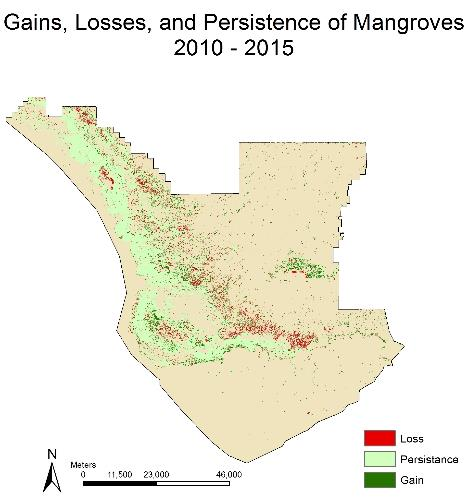 Gains, Losses, and Persistence of Mangroves
2010 - 2015
N
Meters
0 11,500 23,000 46,000
Loss
Persistance
Gain